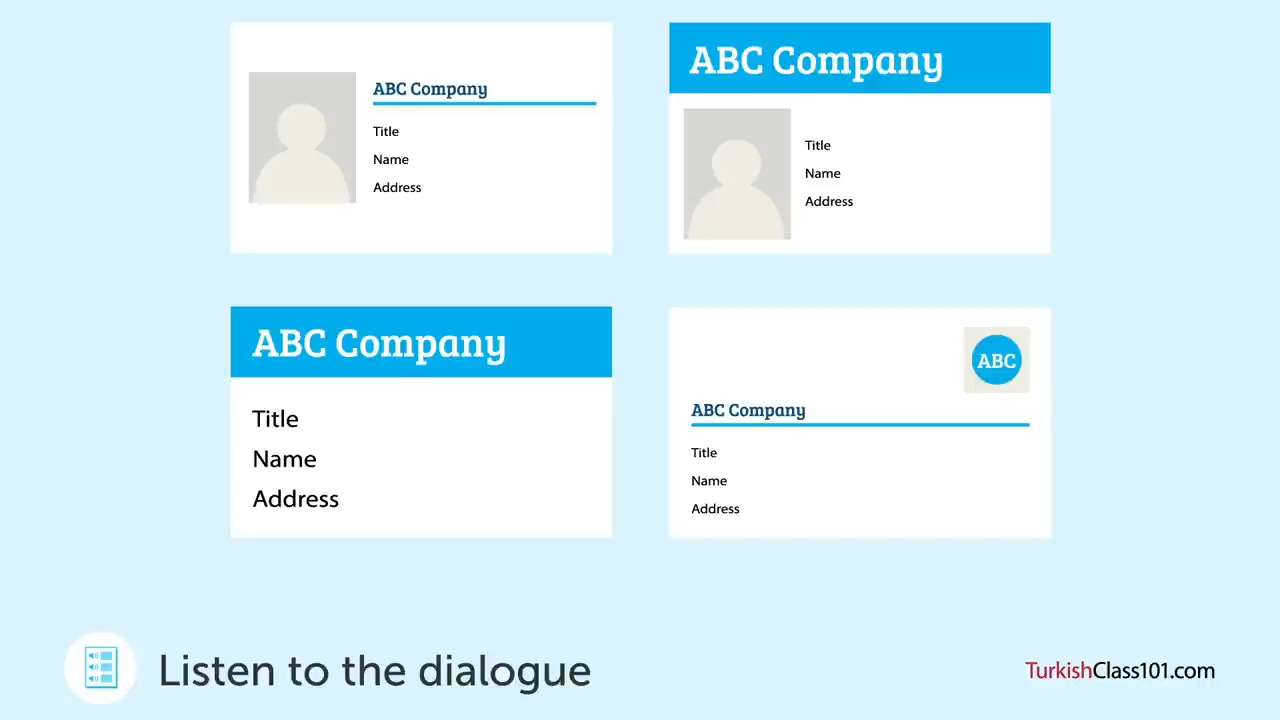 ABC Company
Title
Name
Address
ABC Company
Title
Name
Address
ABC Company
Title
Name
Address
ABC
ABC Company
Title
Name
Address
Listen to the dialogue
TurkishClass101.com